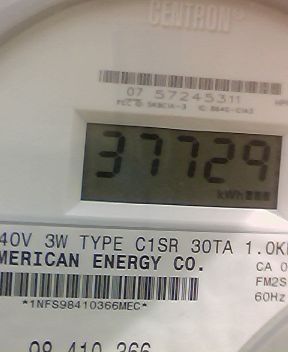 CENTRON®
07 57245311
37729
kWh
40V 3W TYPE C1SR 30TA 1.0K
MERICAN ENERGY CO.
CA 0
FM2S
60Hz
*1NFS98410366MEC*
98 410 366